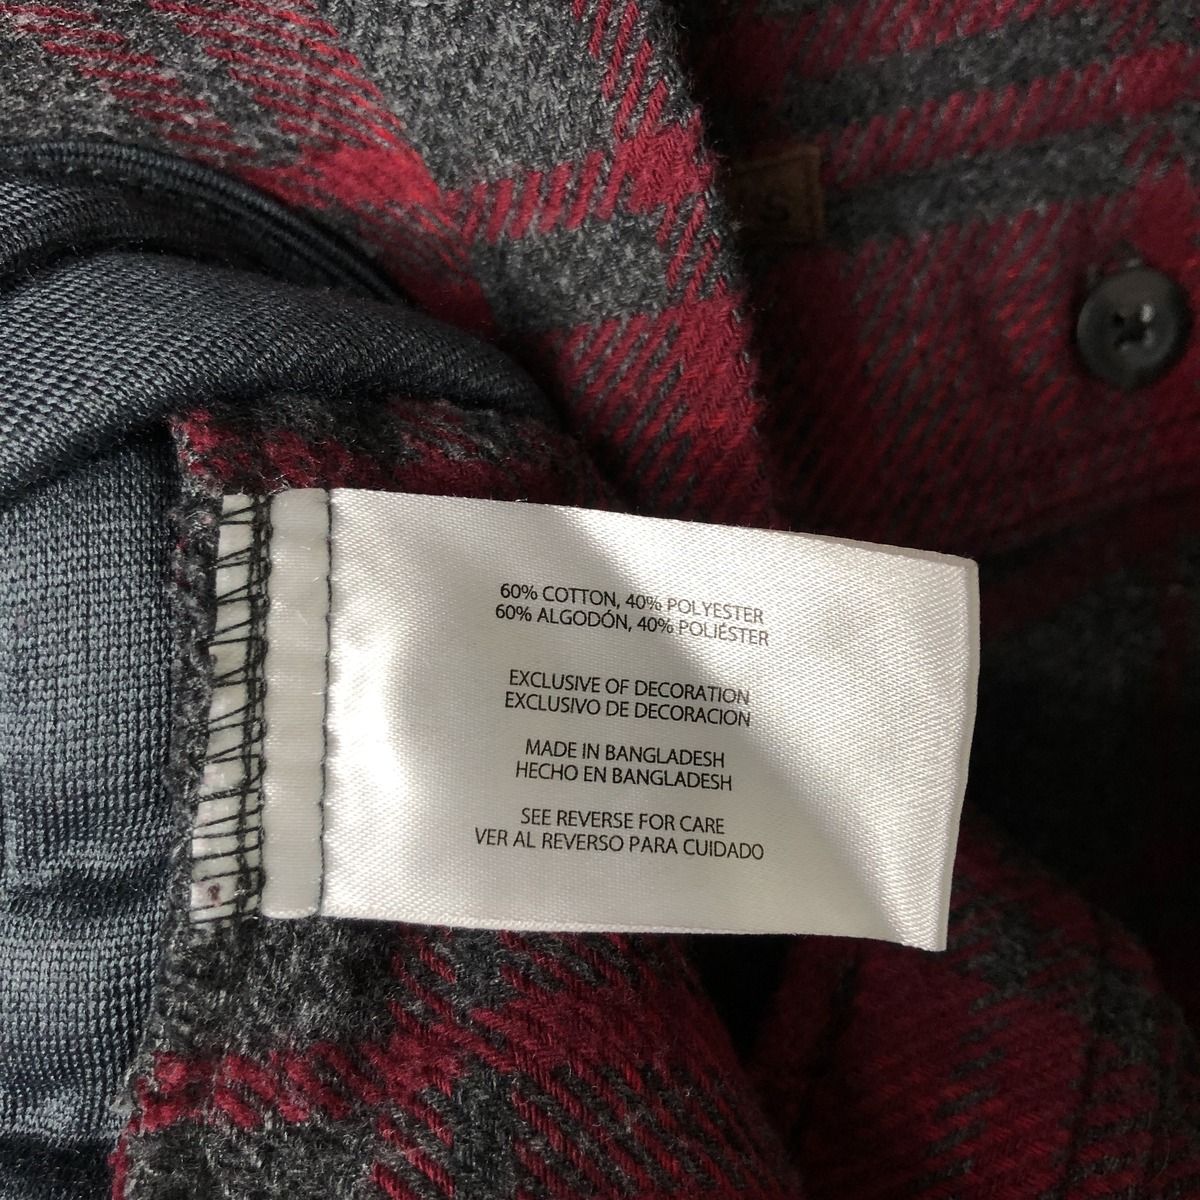 60% COTTON, 40% POLYESTER
60% ALGODÓN, 40% POLIÉSTER
EXCLUSIVE OF DECORATION
EXCLUSIVO DE DECORACION
MADE IN BANGLADESH
HECHO EN BANGLADESH
SEE REVERSE FOR CARE
VER AL REVERSO PARA CUIDADO